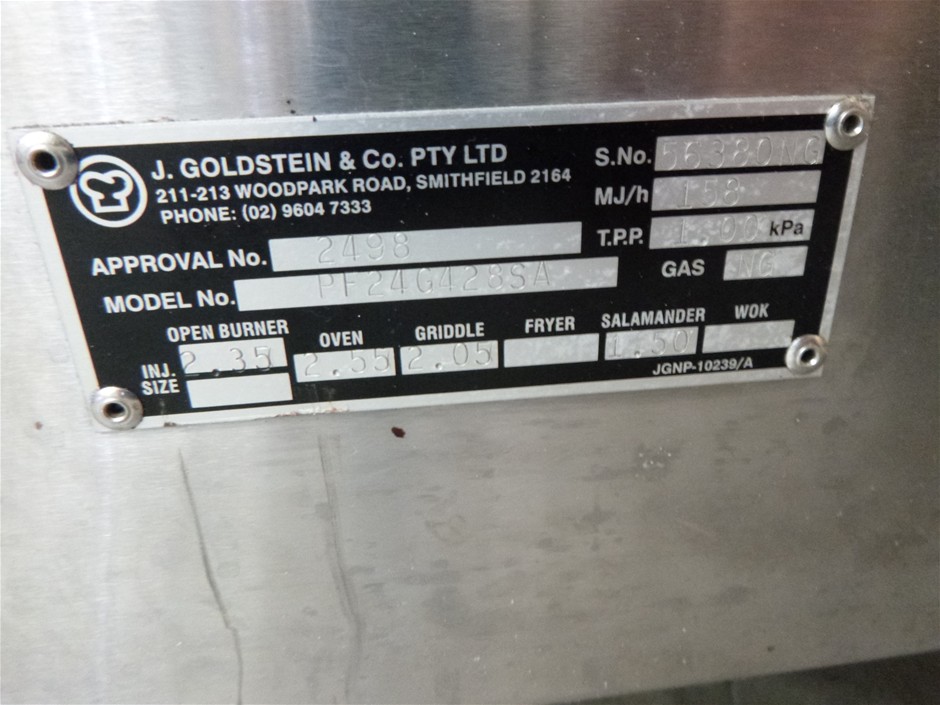 J. GOLDSTEIN & Co. PTY LTD
211-213 WOODPARK ROAD, SMITHFIELD 2164
PHONE: (02) 9604 7333
S.No. 56380NG
MJ/h 158
T.P.P. 1.00 kPa
GAS NG
APPROVAL No. 2498
MODEL No. PF24G428SA
OPEN BURNER OVEN GRIDDLE FRYER SALAMANDER WOK
INJ. SIZE 2.35 2.55 2.05 1.50
JGNP-10239/A